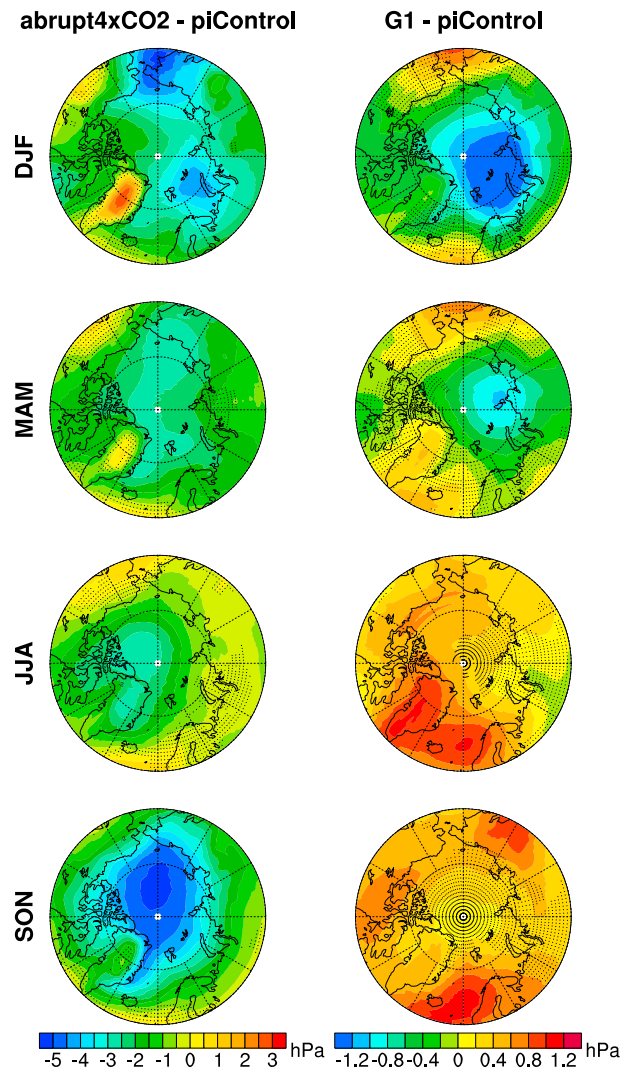 abrupt4xCO2 - piControl G1 - piControl
DJF
MAM
JJA
SON
-5 -4 -3 -2 -1 0 1 2 3 hPa
-1.2 -0.8 -0.4 0 0.4 0.8 1.2 hPa